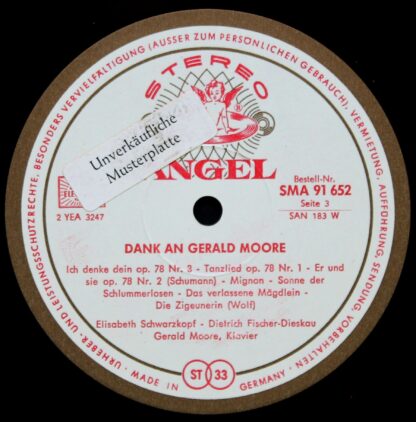 URHEBER- UND LEISTUNGSSCHUTZRECHTE, BESONDERS VERVIELFÄLTIGUNG (AUSSER ZUM PERSÖNLICHEN GEBRAUCH), VERMIETUNG, AUFFÜHRUNG, SENDUNG, VORBEHALTEN ·
STEREO
Unverkäufliche
Musterplatte
ANGEL
Bestell-Nr.
SMA 91 652
Seite 3
2 YEA 3247
SAN 183 W
DANK AN GERALD MOORE
Ich denke dein op. 78 Nr. 3 - Tanzlied op. 78 Nr. 1 - Er und
sie op. 78 Nr. 2 (Schumann) - Mignon - Sonne der
Schlummerlosen - Das verlassene Mägdlein -
Die Zigeunerin (Wolf)
Elisabeth Schwarzkopf - Dietrich Fischer-Dieskau
Gerald Moore, Klavier
MADE IN GERMANY
ST 33